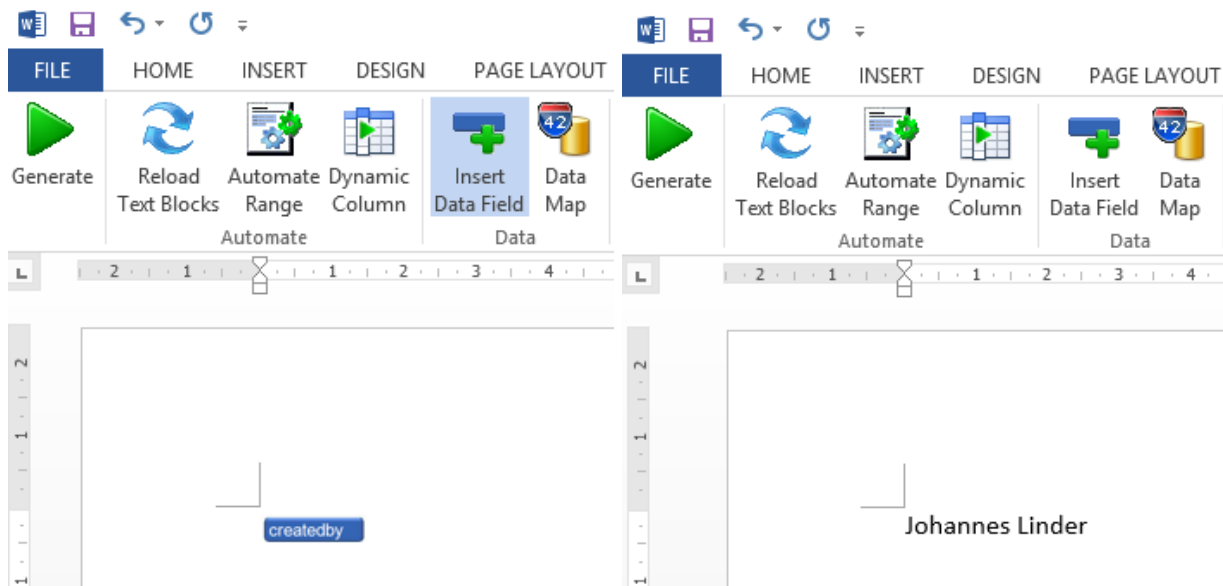 FILE HOME INSERT DESIGN PAGE LAYOUT
Generate Reload Text Blocks Automate Range Dynamic Column Insert Data Field 42 Data Map
Automate Data
L 2 1 1 2 3 4
2
1
createdby
1
FILE HOME INSERT DESIGN PAGE LAYOUT
Generate Reload Text Blocks Automate Range Dynamic Column Insert Data Field 42 Data Map
Automate Data
L 2 1 1 2 3 4
2
1
Johannes Linder
1